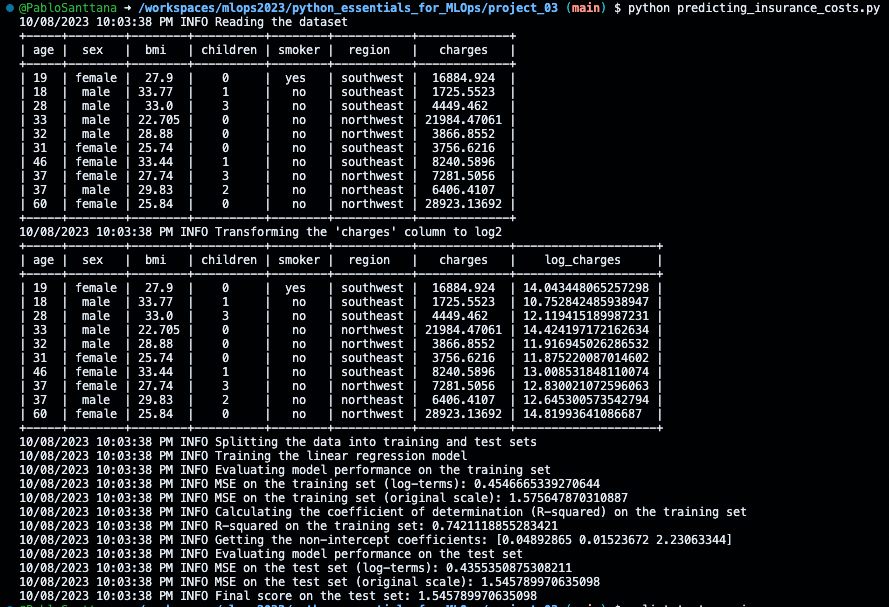 @PabloSanttana → /workspaces/mlops2023/python_essentials_for_MLOps/project_03 (main) $ python predicting_insurance_costs.py
10/08/2023 10:03:38 PM INFO Reading the dataset
| age | sex | bmi | children | smoker | region | charges |
| 19 | female | 27.9 | 0 | yes | southwest | 16884.924 |
| 18 | male | 33.77 | 1 | no | southeast | 1725.5523 |
| 28 | male | 33.0 | 3 | no | southeast | 4449.462 |
| 33 | male | 22.705 | 0 | no | northwest | 21984.47061 |
| 32 | male | 28.88 | 0 | no | northwest | 3866.8552 |
| 31 | female | 25.74 | 0 | no | southeast | 3756.6216 |
| 46 | female | 33.44 | 1 | no | southeast | 8240.5896 |
| 37 | female | 27.74 | 3 | no | northwest | 7281.5056 |
| 37 | male | 29.83 | 2 | no | northeast | 6406.4107 |
| 60 | female | 25.84 | 0 | no | northwest | 28923.13692 |
10/08/2023 10:03:38 PM INFO Transforming the 'charges' column to log2
| age | sex | bmi | children | smoker | region | charges | log_charges |
| 19 | female | 27.9 | 0 | yes | southwest | 16884.924 | 14.043448065257298 |
| 18 | male | 33.77 | 1 | no | southeast | 1725.5523 | 10.752842485938947 |
| 28 | male | 33.0 | 3 | no | southeast | 4449.462 | 12.119415189987231 |
| 33 | male | 22.705 | 0 | no | northwest | 21984.47061 | 14.424197172162634 |
| 32 | male | 28.88 | 0 | no | northwest | 3866.8552 | 11.916945026286532 |
| 31 | female | 25.74 | 0 | no | southeast | 3756.6216 | 11.875220087014602 |
| 46 | female | 33.44 | 1 | no | southeast | 8240.5896 | 13.008531848110074 |
| 37 | female | 27.74 | 3 | no | northwest | 7281.5056 | 12.830021072596063 |
| 37 | male | 29.83 | 2 | no | northeast | 6406.4107 | 12.645300573542794 |
| 60 | female | 25.84 | 0 | no | northwest | 28923.13692 | 14.81993641086687 |
10/08/2023 10:03:38 PM INFO Splitting the data into training and test sets
10/08/2023 10:03:38 PM INFO Training the linear regression model
10/08/2023 10:03:38 PM INFO Evaluating model performance on the training set
10/08/2023 10:03:38 PM INFO MSE on the training set (log-terms): 0.4546665339270644
10/08/2023 10:03:38 PM INFO MSE on the training set (original scale): 1.575647870310887
10/08/2023 10:03:38 PM INFO Calculating the coefficient of determination (R-squared) on the training set
10/08/2023 10:03:38 PM INFO R-squared on the training set: 0.7421118855283421
10/08/2023 10:03:38 PM INFO Getting the non-intercept coefficients: [0.04892865 0.01523672 2.23063344]
10/08/2023 10:03:38 PM INFO Evaluating model performance on the test set
10/08/2023 10:03:38 PM INFO MSE on the test set (log-terms): 0.4355350875308211
10/08/2023 10:03:38 PM INFO MSE on the test set (original scale): 1.545789970635098
10/08/2023 10:03:38 PM INFO Final score on the test set: 1.545789970635098